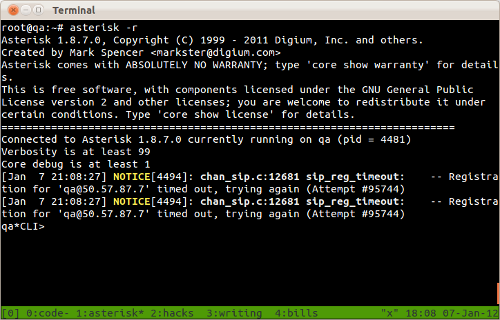 Terminal
root@qa:~# asterisk -r
Asterisk 1.8.7.0, Copyright (C) 1999 - 2011 Digium, Inc. and others.
Created by Mark Spencer <markster@digium.com>
Asterisk comes with ABSOLUTELY NO WARRANTY; type 'core show warranty' for detail
s.
This is free software, with components licensed under the GNU General Public
License version 2 and other licenses; you are welcome to redistribute it under
certain conditions. Type 'core show license' for details.
=========================================================================
Connected to Asterisk 1.8.7.0 currently running on qa (pid = 4481)
Verbosity is at least 99
Core debug is at least 1
[Jan  7 21:08:27] NOTICE[4494]: chan_sip.c:12681 sip_reg_timeout:    -- Registra
tion for 'qa@50.57.87.7' timed out, trying again (Attempt #95744)
[Jan  7 21:08:27] NOTICE[4494]: chan_sip.c:12681 sip_reg_timeout:    -- Registra
tion for 'qa@50.57.87.7' timed out, trying again (Attempt #95744)
qa*CLI>
[0] 0:code- 1:asterisk* 2:hacks  3:writing  4:bills        "x" 18:08 07-Jan-12